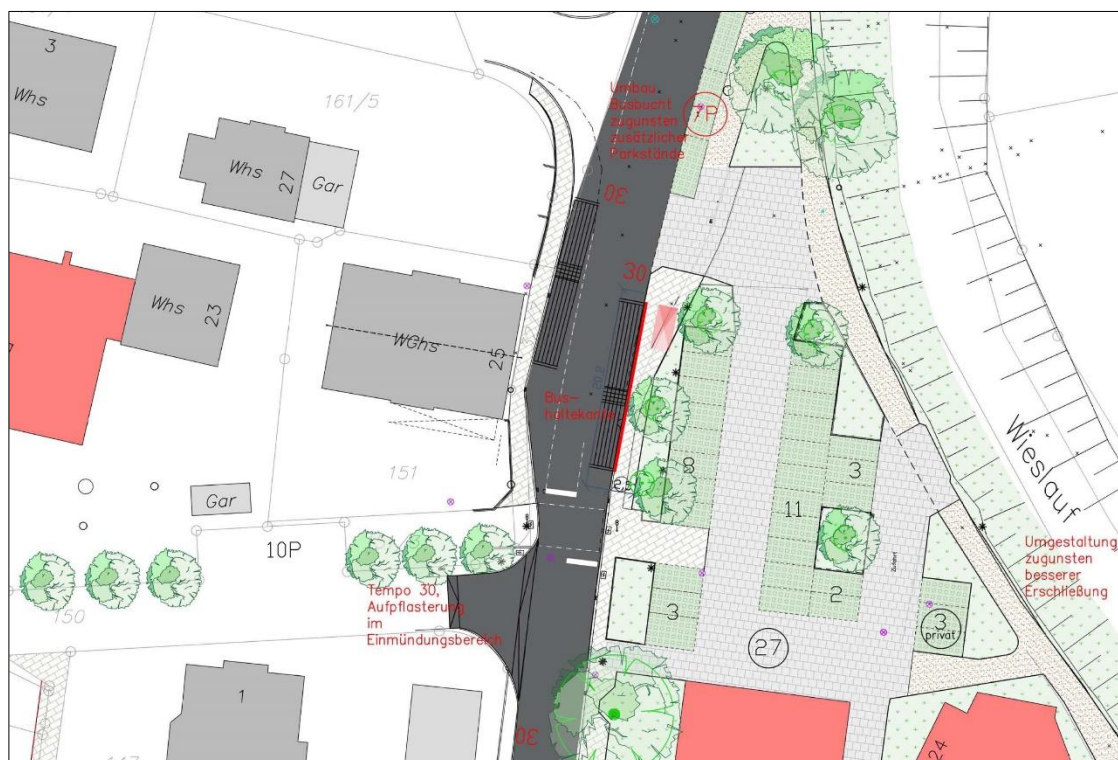 3
Whs
161/5
Whs
27
Gar
Umbau
Busbucht
zugunsten
zusätzlicher
Parkstände
7P
30
30
Whs
23
WGhs
25
Bus-
haltekante
8
3
11
Wieslauf
151
Gar
10P
Tempo 30,
Aufpflasterung
im
Einmündungsbereich
150
3
2
Zufahrt
3
privat
27
Umgestaltung
zugunsten
besserer
Erschließung
1
30
24